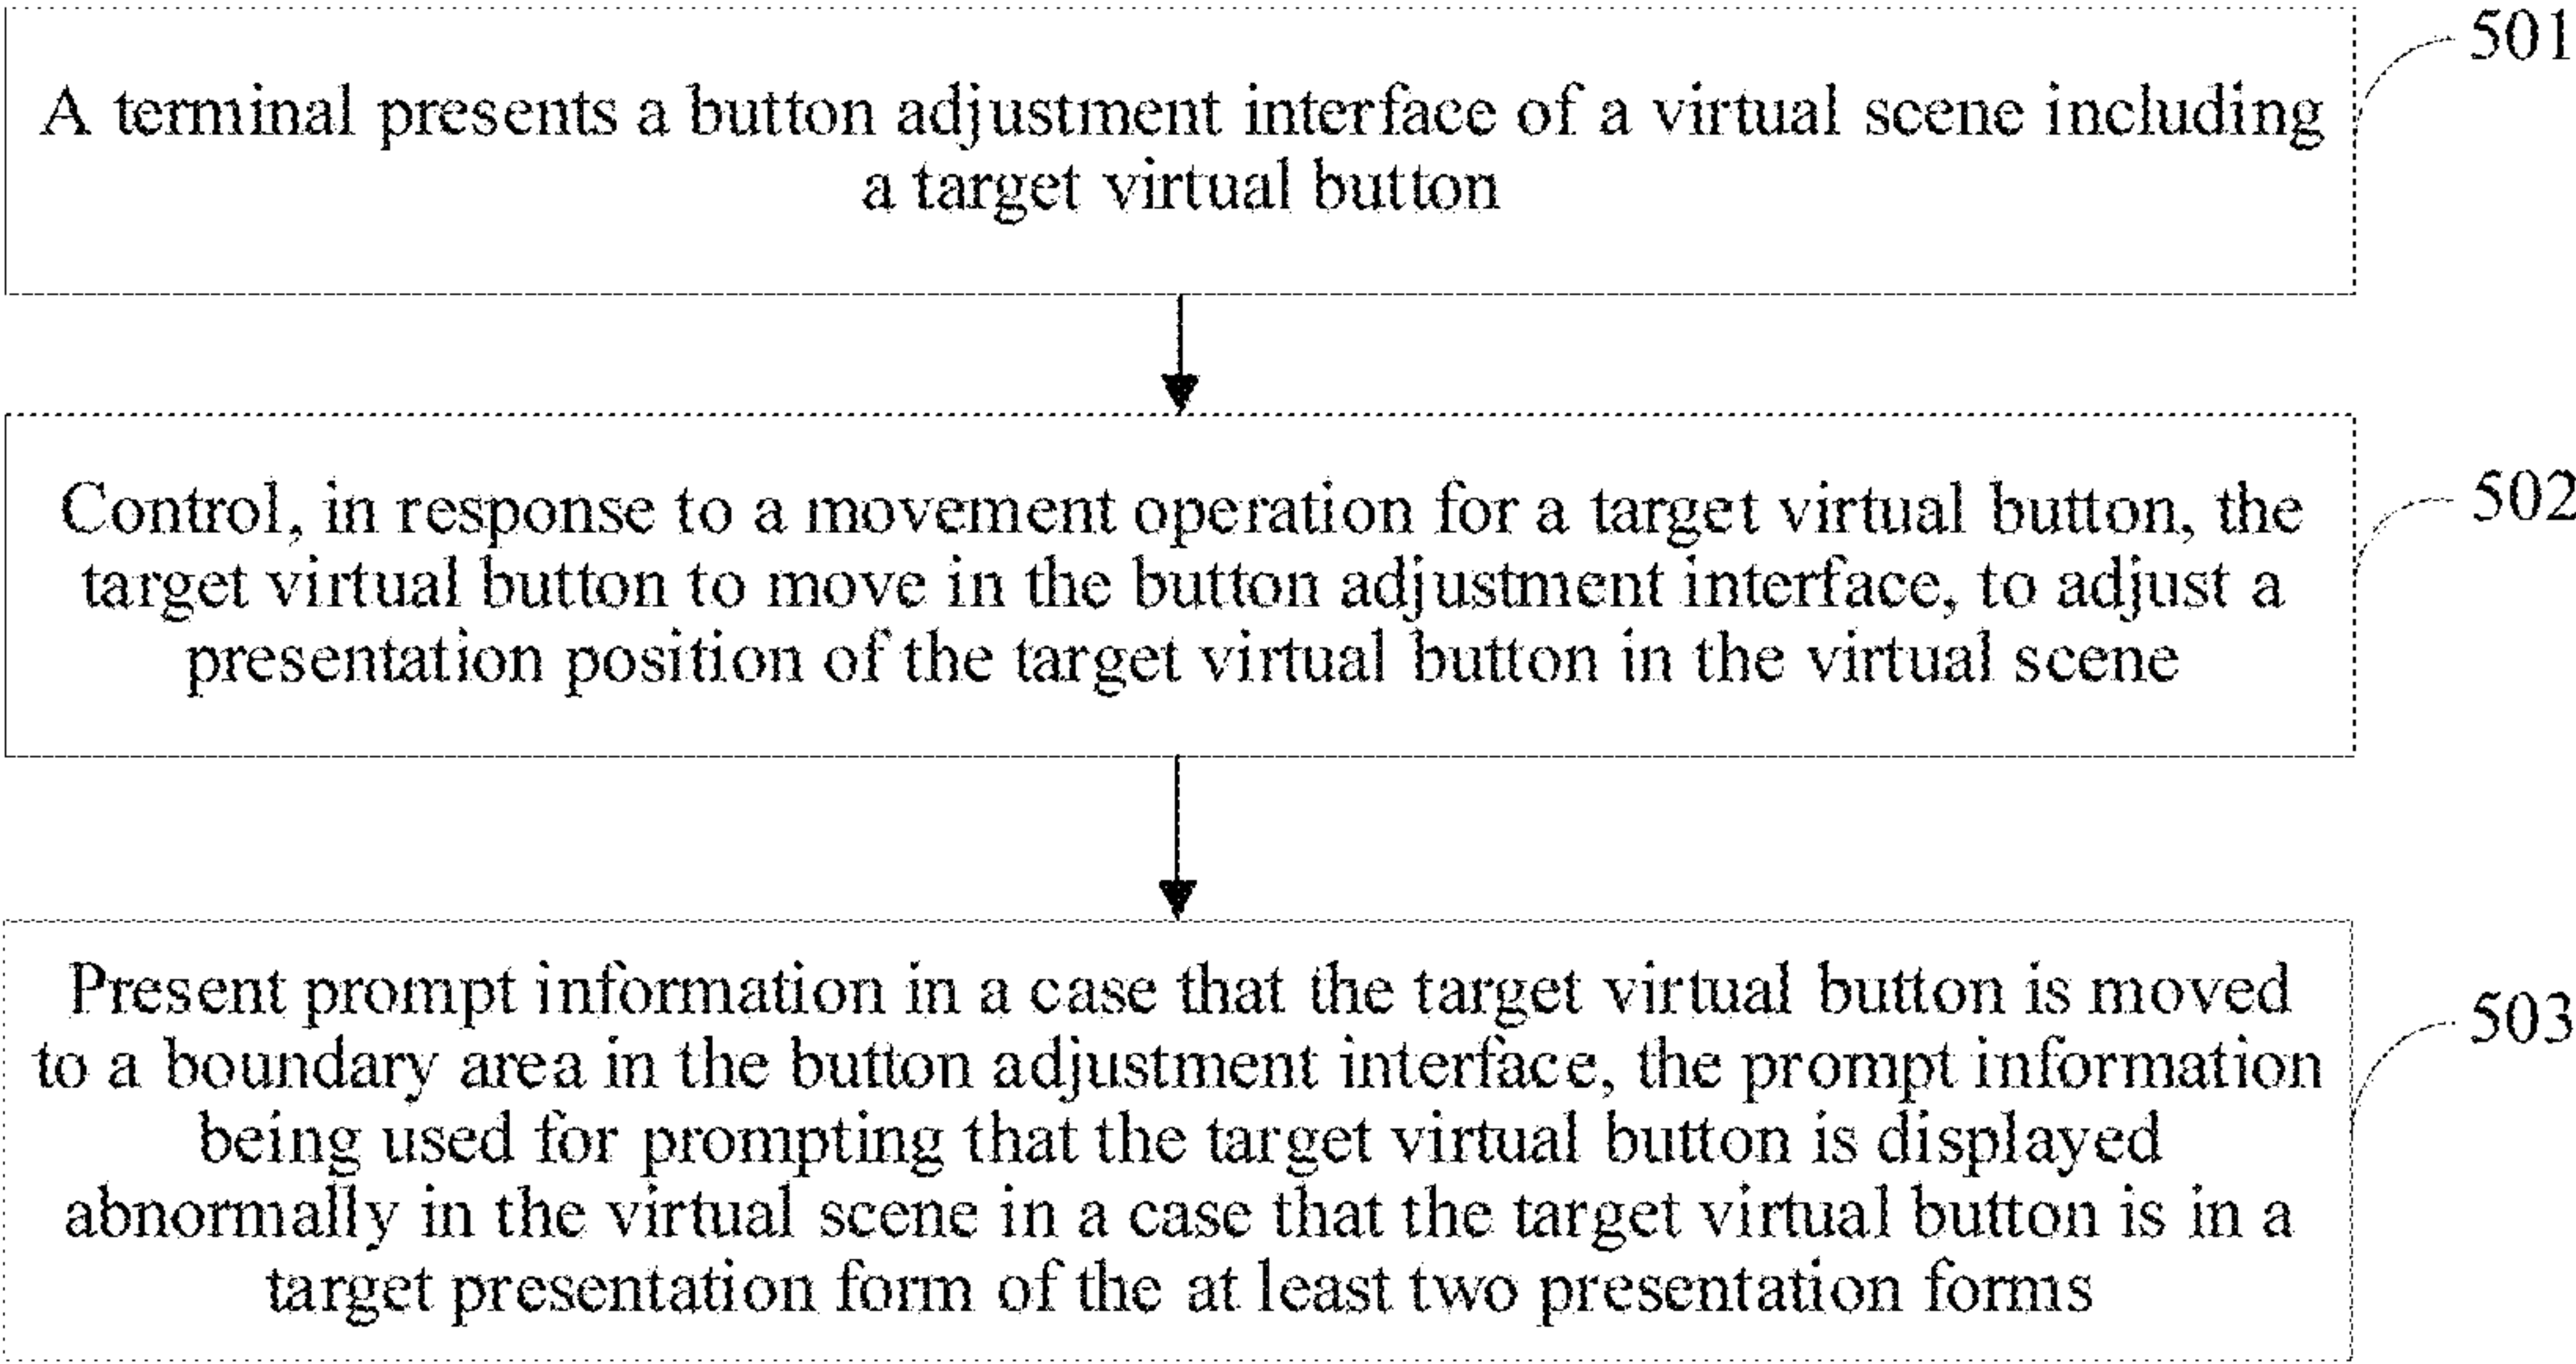 501
A terminal presents a button adjustment interface of a virtual scene including
a target virtual button
502
Control, in response to a movement operation for a target virtual button, the
target virtual button to move in the button adjustment interface, to adjust a
presentation position of the target virtual button in the virtual scene
503
Present prompt information in a case that the target virtual button is moved
to a boundary area in the button adjustment interface, the prompt information
being used for prompting that the target virtual button is displayed
abnormally in the virtual scene in a case that the target virtual button is in a
target presentation form of the at least two presentation forms